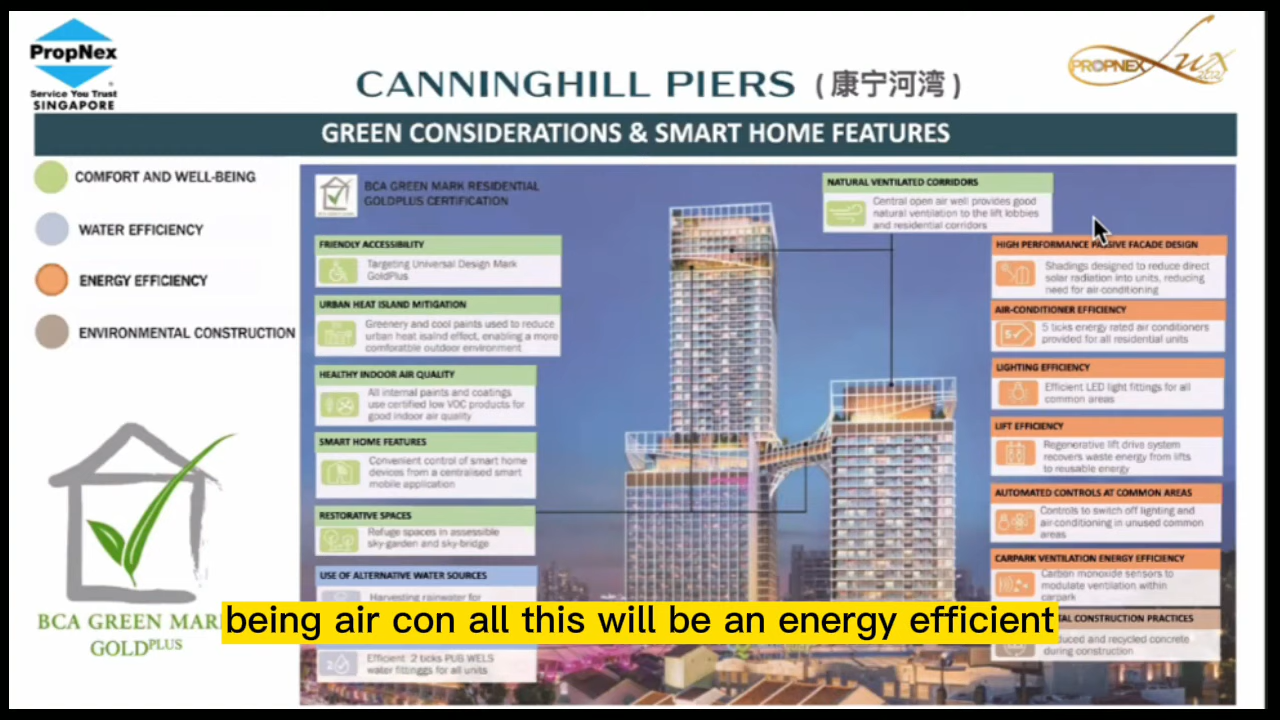 PropNex
Service You Trust
SINGAPORE
CANNINGHILL PIERS (康宁河湾)
PROPNEX Lux
GREEN CONSIDERATIONS & SMART HOME FEATURES
COMFORT AND WELL-BEING
WATER EFFICIENCY
ENERGY EFFICIENCY
ENVIRONMENTAL CONSTRUCTION
BCA GREEN MARK RESIDENTIAL
GOLDPLUS CERTIFICATION
FRIENDLY ACCESSIBILITY
Targeting Universal Design Mark
GoldPlus
URBAN HEAT ISLAND MITIGATION
Greenery and cool paints used to reduce
urban heat isalnd effect, enabling a more
comforatble outdoor environment
HEALTHY INDOOR AIR QUALITY
All internal paints and coatings
use certified low VOC products for
good indoor air quality
SMART HOME FEATURES
Convenient control of smart home
devices from a centralised smart
mobile application
RESTORATIVE SPACES
Refuge spaces in assessible
sky-garden and sky-bridge
USE OF ALTERNATIVE WATER SOURCES
Harvesting rainwater for
Efficient 2 ticks PUB WELS
water fittinggs for all units
NATURAL VENTILATED CORRIDORS
Central open air well provides good
natural ventilation to the lift lobbies
and residential corridors
HIGH PERFORMANCE PASSIVE FACADE DESIGN
Shadings designed to reduce direct
solar radiation into units, reducing
need for air-conditioning
AIR-CONDITIONER EFFICIENCY
5 ticks energy rated air conditioners
provided for all residential units
LIGHTING EFFICIENCY
Efficient LED light fittings for all
common areas
LIFT EFFICIENCY
Regenerative lift drive system
recovers waste energy from lifts
to reusable energy
AUTOMATED CONTROLS AT COMMON AREAS
Controls to switch off lighting and
air-conditioning in unused common
areas
CARPARK VENTILATION ENERGY EFFICIENCY
Carbon monoxide sensors to
modulate ventilation within
carpark
CONSTRUCTION PRACTICES
and recycled concrete
during construction
BCA GREEN MAR
GOLDPLUS
being air con all this will be an energy efficient